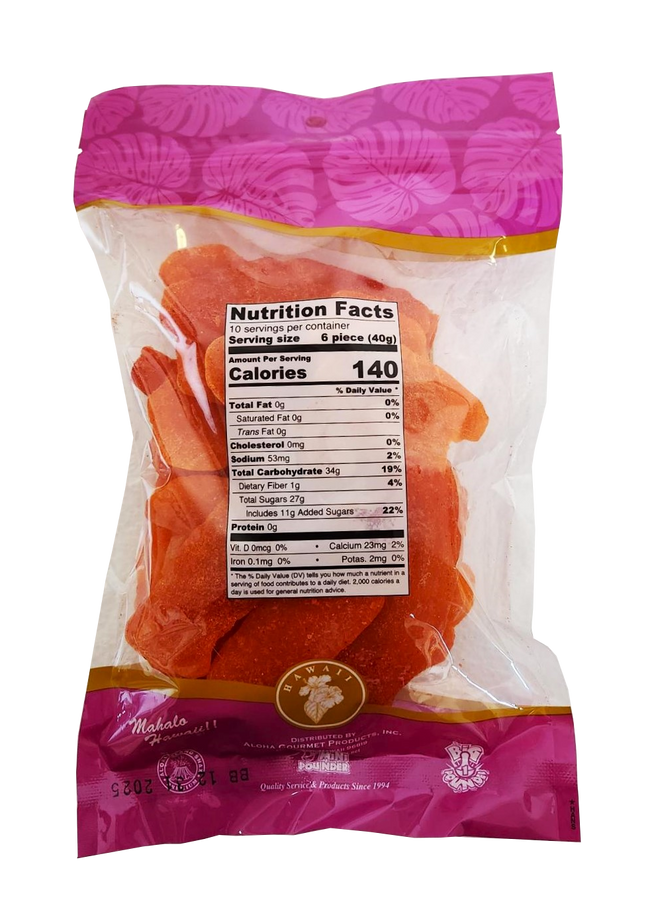 Nutrition Facts
10 servings per container
Serving size 6 piece (40g)
Amount Per Serving
Calories 140
% Daily Value *
Total Fat 0g 0%
Saturated Fat 0g 0%
Trans Fat 0g
Cholesterol 0mg 0%
Sodium 53mg 2%
Total Carbohydrate 34g 19%
Dietary Fiber 1g 4%
Total Sugars 27g
Includes 11g Added Sugars 22%
Protein 0g
Vit. D 0mcg 0% • Calcium 23mg 2%
Iron 0.1mg 0% • Potas. 2mg 0%
* The % Daily Value (DV) tells you how much a nutrient in a
serving of food contributes to a daily diet. 2,000 calories a
day is used for general nutrition advice.
HAWAII
Mahalo
Hawaii!!
DISTRIBUTED BY
ALOHA GOURMET PRODUCTS, INC.
POUNDER
Quality Service & Products Since 1994
BB 12 2025